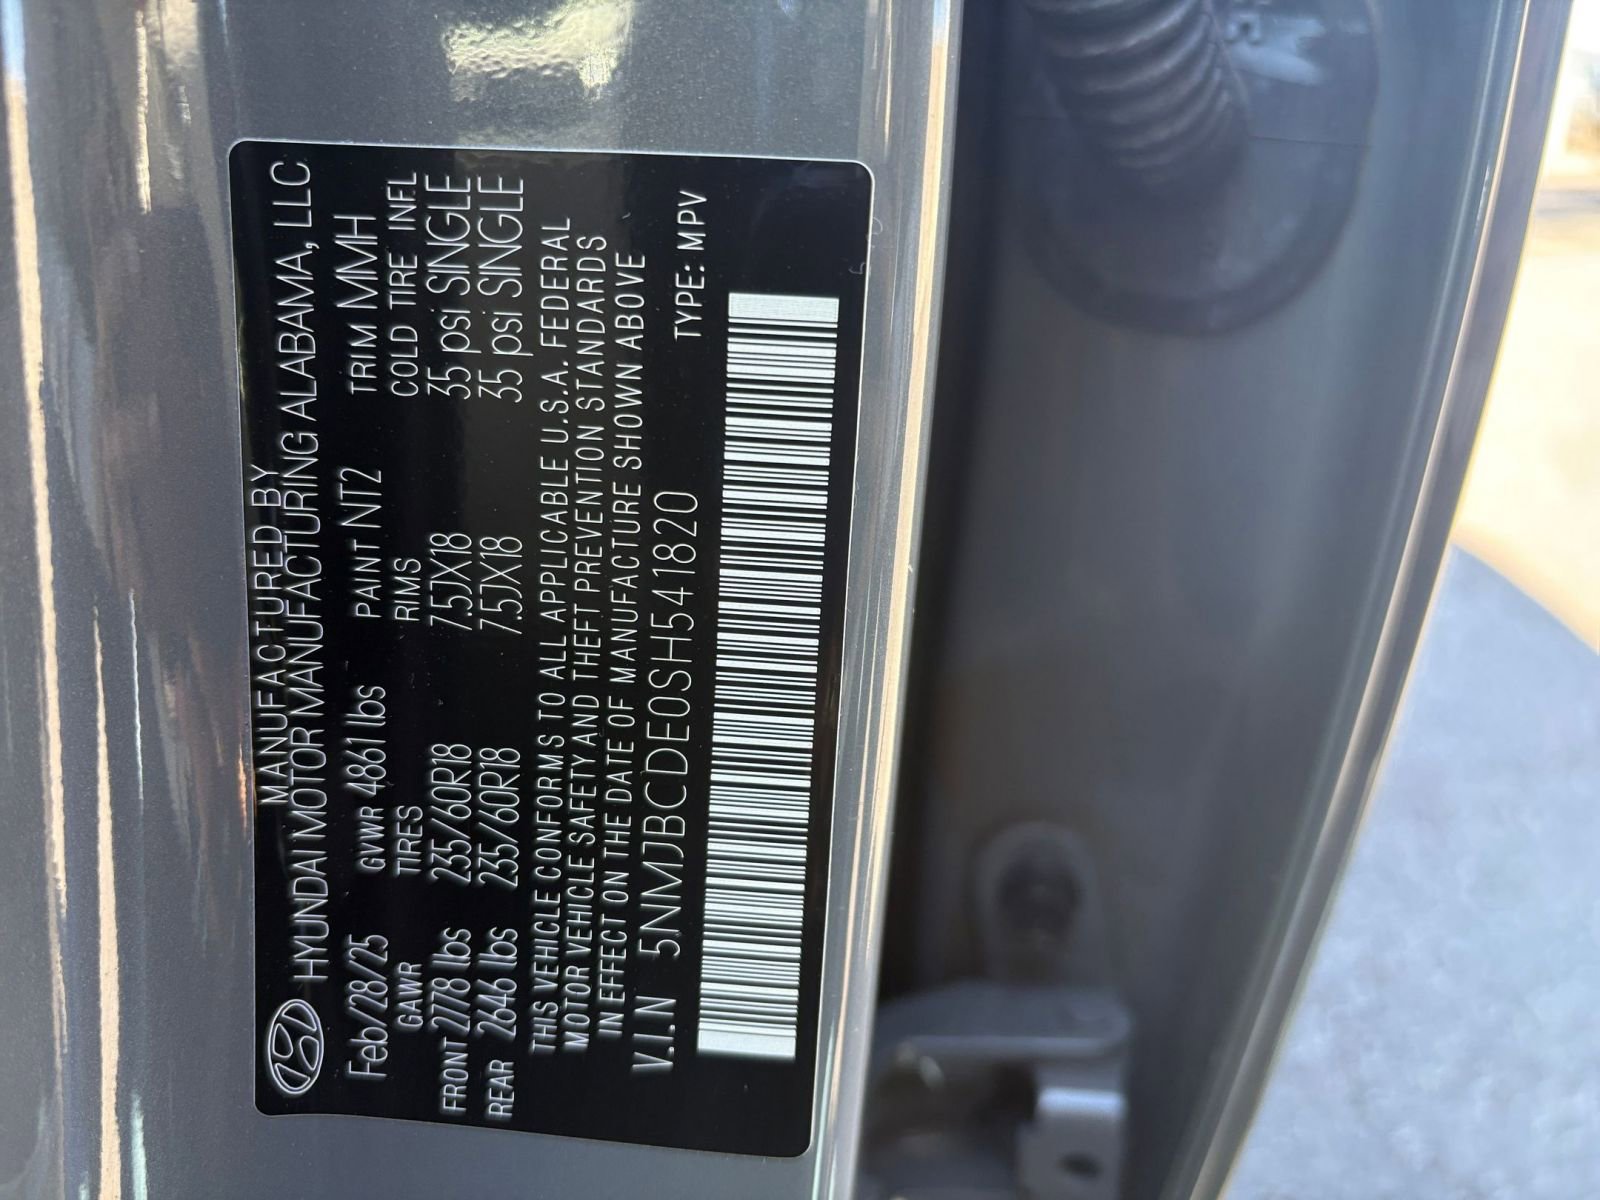 MANUFACTURED BY
HYUNDAI MOTOR MANUFACTURING ALABAMA, LLC
Feb/28/25 GVWR 4861 lbs PAINT NT2 TRIM MMH
GAWR TIRES RIMS COLD TIRE INFL
FRONT 2778 lbs 235/60R18 7.5JX18 35 psi SINGLE
REAR 2646 lbs 235/60R18 7.5JX18 35 psi SINGLE
THIS VEHICLE CONFORMS TO ALL APPLICABLE U.S.A. FEDERAL
MOTOR VEHICLE SAFETY AND THEFT PREVENTION STANDARDS
IN EFFECT ON THE DATE OF MANUFACTURE SHOWN ABOVE
V.I.N 5NMJBCDE0SH541820 TYPE: MPV